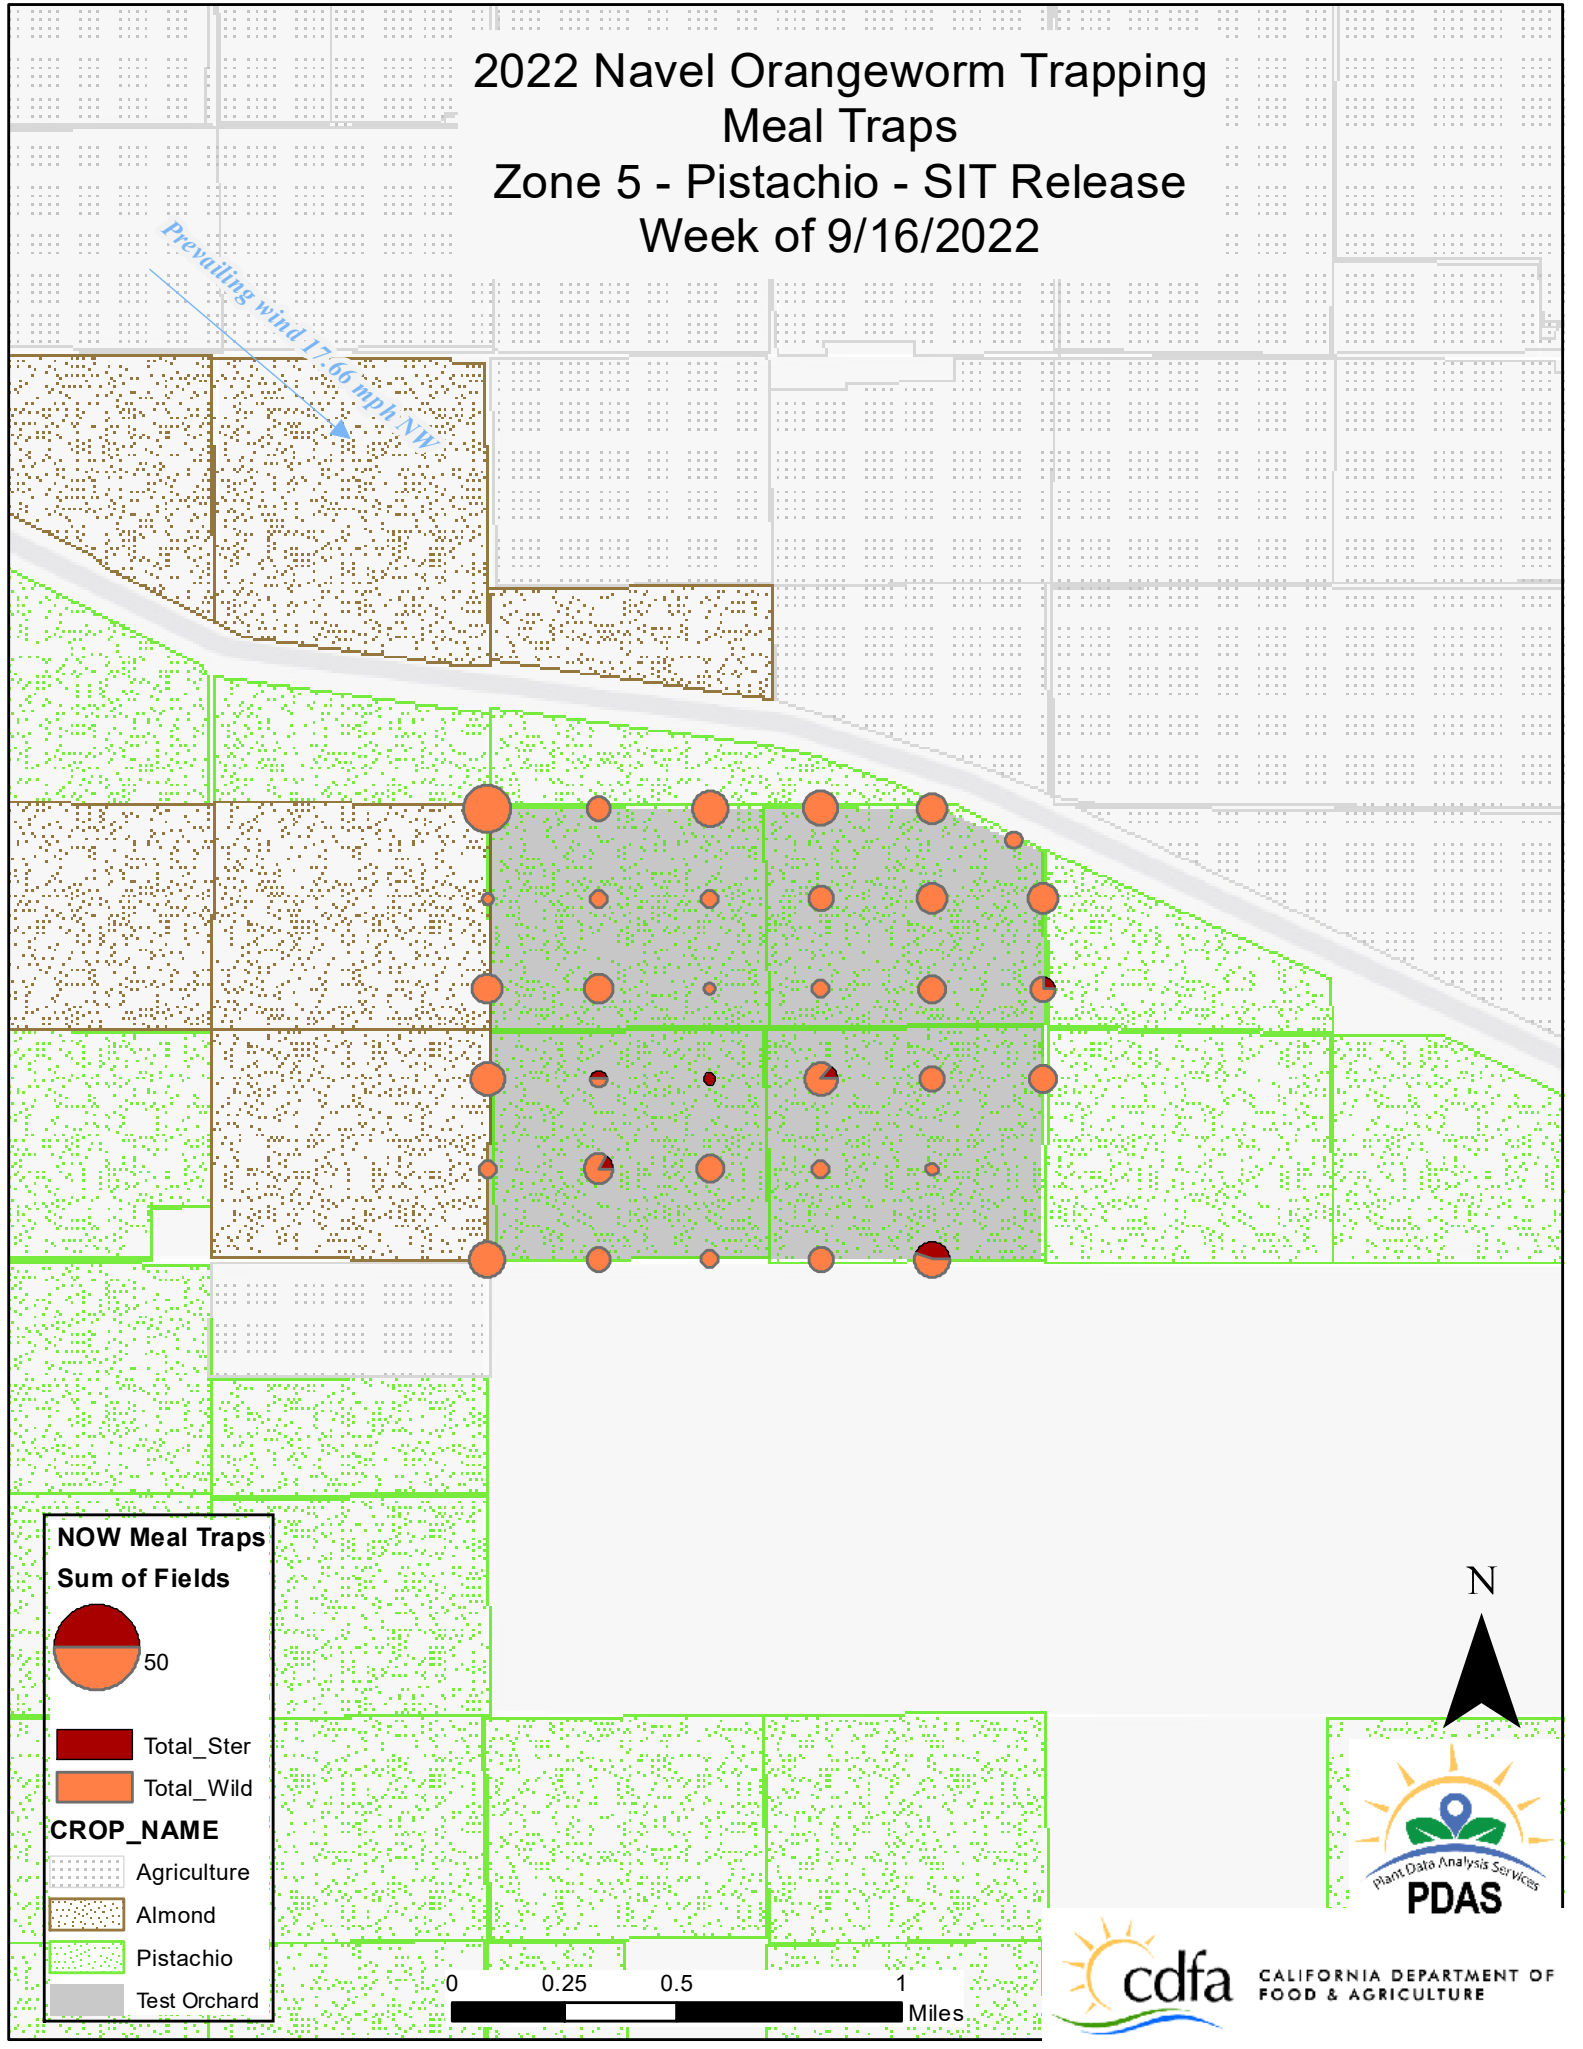 2022 Navel Orangeworm Trapping
Meal Traps
Zone 5 - Pistachio - SIT Release
Week of 9/16/2022
Prevailing wind 17.66 mph NW
NOW Meal Traps
Sum of Fields
50
Total_Ster
Total_Wild
CROP_NAME
Agriculture
Almond
Pistachio
Test Orchard
0 0.25 0.5 1
Miles
N
Plant Data Analysis Services
PDAS
cdfa
CALIFORNIA DEPARTMENT OF
FOOD & AGRICULTURE